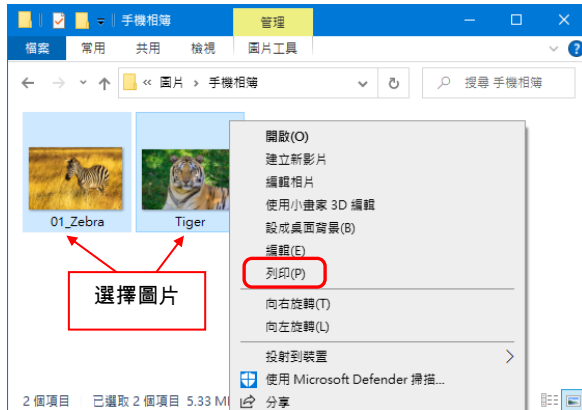 手機相簿
管理
檔案 常用 共用 檢視 圖片工具
« 圖片 › 手機相簿
搜尋 手機相簿
01_Zebra
Tiger
選擇圖片
開啟(O)
建立新影片
編輯相片
使用小畫家 3D 編輯
設成桌面背景(B)
編輯(E)
列印(P)
向右旋轉(T)
向左旋轉(L)
投射到裝置
使用 Microsoft Defender 掃描...
分享
2 個項目 已選取 2 個項目 5.33 M